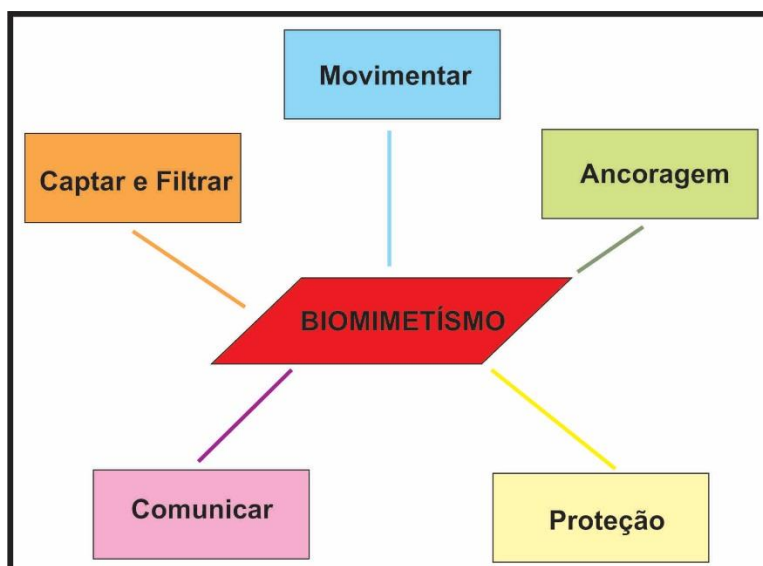 Movimentar
Captar e Filtrar
Ancoragem
BIOMIMETÍSMO
Comunicar
Proteção